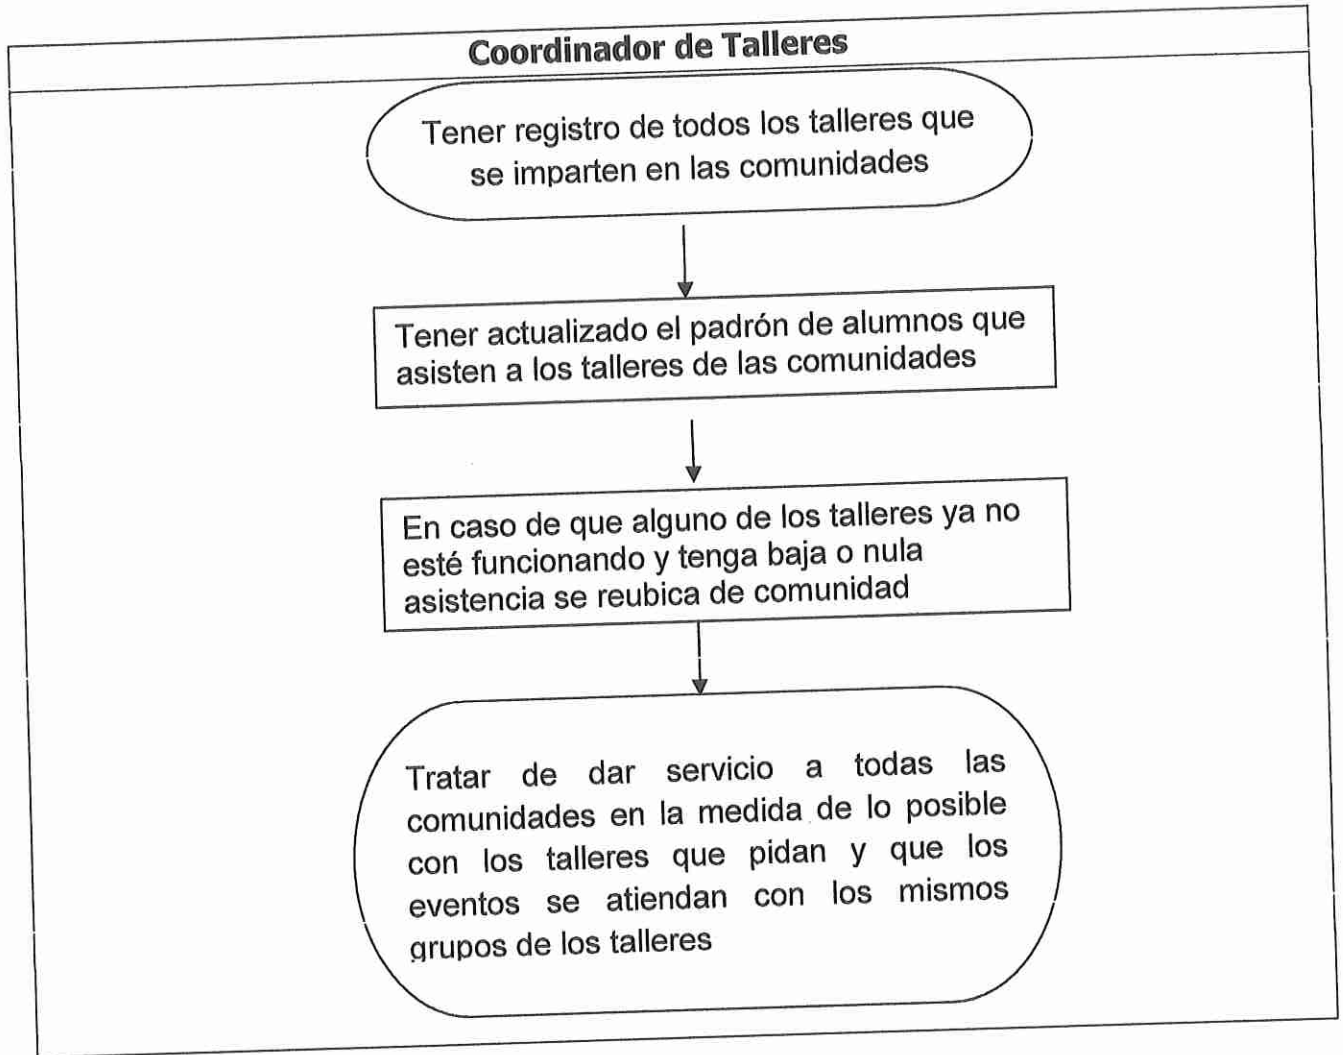 Coordinador de Talleres
Tener registro de todos los talleres que
se imparten en las comunidades
Tener actualizado el padrón de alumnos que
asisten a los talleres de las comunidades
En caso de que alguno de los talleres ya no
esté funcionando y tenga baja o nula
asistencia se reubica de comunidad
Tratar de dar servicio a todas las
comunidades en la medida de lo posible
con los talleres que pidan y que los
eventos se atiendan con los mismos
grupos de los talleres